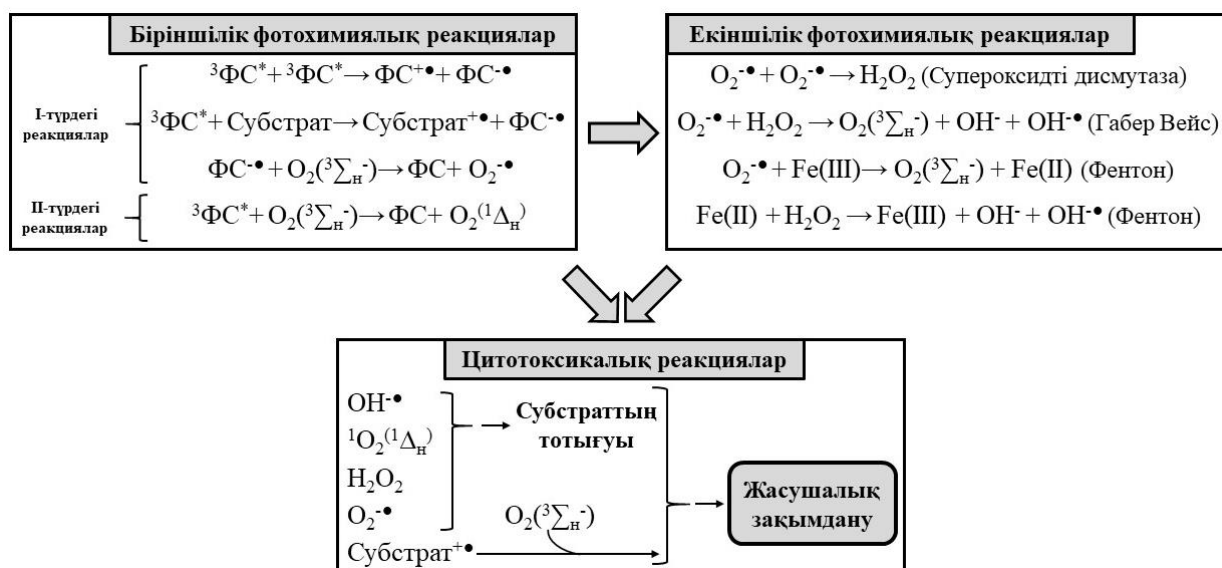 Біріншілік фотохимиялық реакциялар
I-түрдегі реакциялар
³ФС* + ³ФС* → ФС⁺• + ФС⁻•
³ФС* + Субстрат → Субстрат⁺• + ФС⁻•
ФС⁻• + O₂(³∑ₙ⁻) → ФС + O₂⁻•
II-түрдегі реакциялар
³ФС* + O₂(³∑ₙ⁻) → ФС + O₂(¹Δₙ)
Екіншілік фотохимиялық реакциялар
O₂⁻• + O₂⁻• → H₂O₂ (Супероксидті дисмутаза)
O₂⁻• + H₂O₂ → O₂(³∑ₙ⁻) + OH- + OH⁻• (Габер Вейс)
O₂⁻• + Fe(III) → O₂(³∑ₙ⁻) + Fe(II) (Фентон)
Fe(II) + H₂O₂ → Fe(III) + OH- + OH⁻• (Фентон)
Цитотоксикалық реакциялар
OH⁻•
¹O₂(¹Δₙ)
H₂O₂
O₂⁻•
Субстрат⁺•
Субстраттың
тотығуы
O₂(³∑ₙ⁻)
Жасушалық
зақымдану